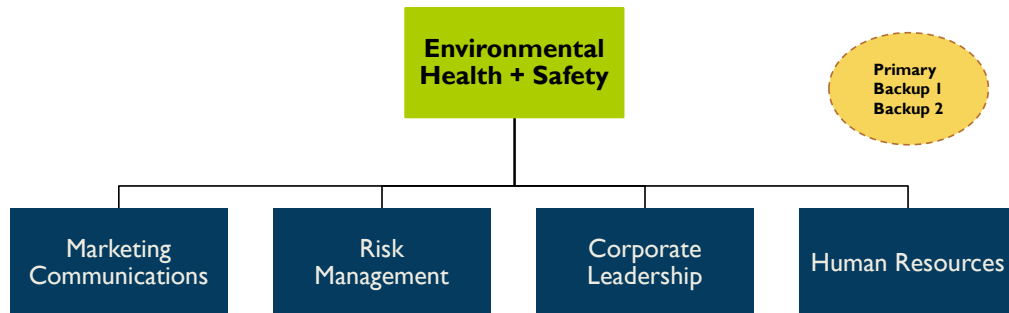 Environmental
Health + Safety
Primary
Backup 1
Backup 2
Marketing
Communications
Risk
Management
Corporate
Leadership
Human Resources